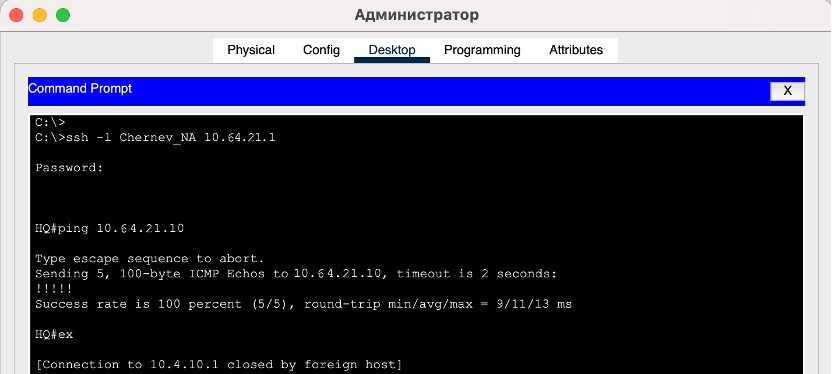 Администратор
Physical Config Desktop Programming Attributes
Command Prompt X
C:\>
C:\>ssh -l Chernev_NA 10.64.21.1
Password:
HQ#ping 10.64.21.10
Type escape sequence to abort.
Sending 5, 100-byte ICMP Echos to 10.64.21.10, timeout is 2 seconds:
!!!!!
Success rate is 100 percent (5/5), round-trip min/avg/max = 9/11/13 ms
HQ#ex
[Connection to 10.4.10.1 closed by foreign host]